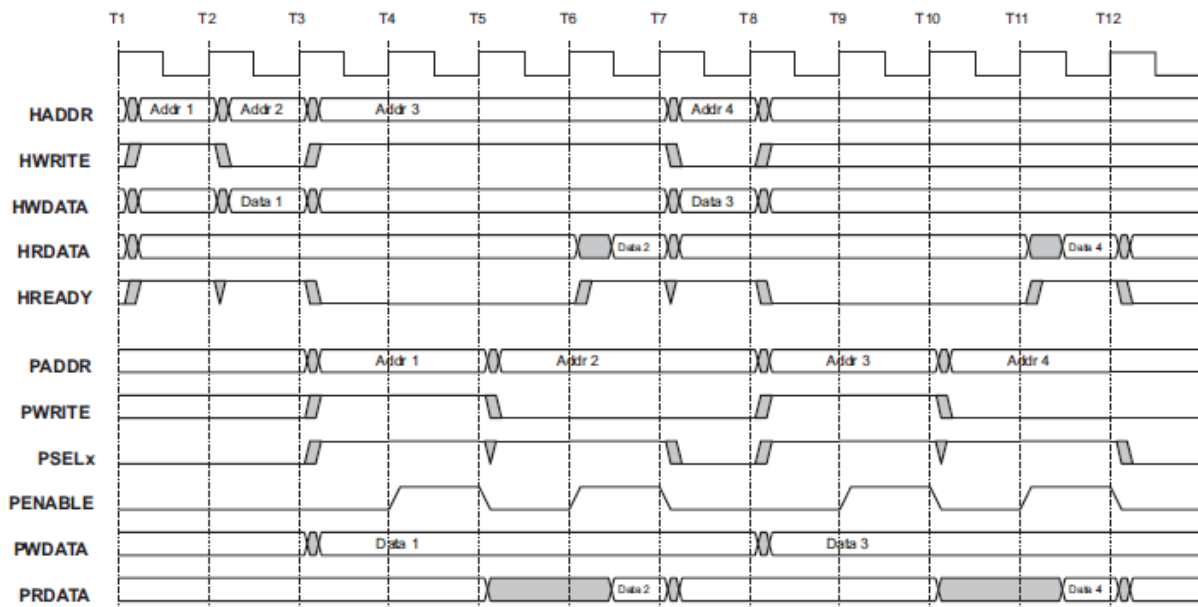 T1 T2 T3 T4 T5 T6 T7 T8 T9 T10 T11 T12
HADDR Addr 1 Addr 2 Addr 3 Addr 4
HWRITE
HWDATA Data 1 Data 3
HRDATA Data 2 Data 4
HREADY
PADDR Addr 1 Addr 2 Addr 3 Addr 4
PWRITE
PSELx
PENABLE
PWDATA Data 1 Data 3
PRDATA Data 2 Data 4